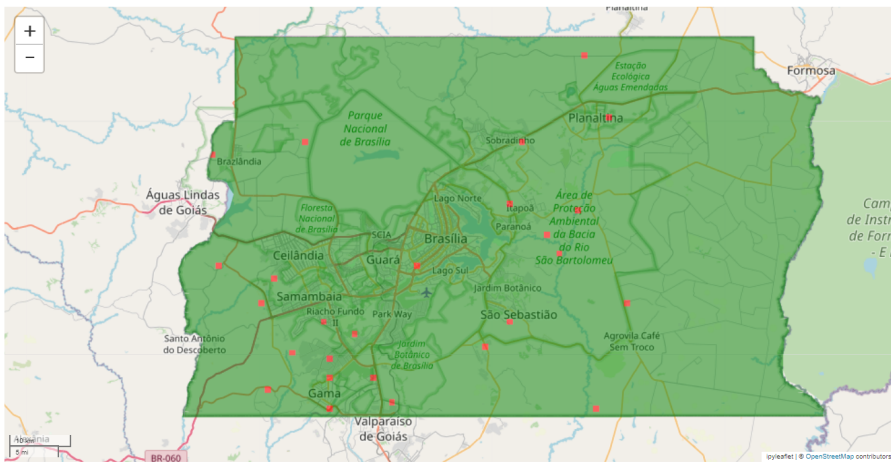 Planaltina
+
−
Formosa
Estação
Ecológica
Águas Emendadas
Parque
Nacional
de Brasília
Planaltina
Sobradinho
Brazlândia
Águas Lindas
de Goiás
Lago Norte
Floresta
Nacional
de Brasília
Itapoã
Paranoá
Área de
Proteção
Ambiental
da Bacia
do Rio
São Bartolomeu
SCIA
Brasília
Ceilândia
Guará
Lago Sul
Samambaia
Jardim Botânico
Riacho Fundo
II
Park Way
São Sebastião
Santo Antônio
do Descoberto
Jardim
Botânico
de Brasília
Agrovila Café
Sem Troco
Gama
Valparaíso
de Goiás
10 km
5 mi
BR-060
ipyleaflet | © OpenStreetMap contributors